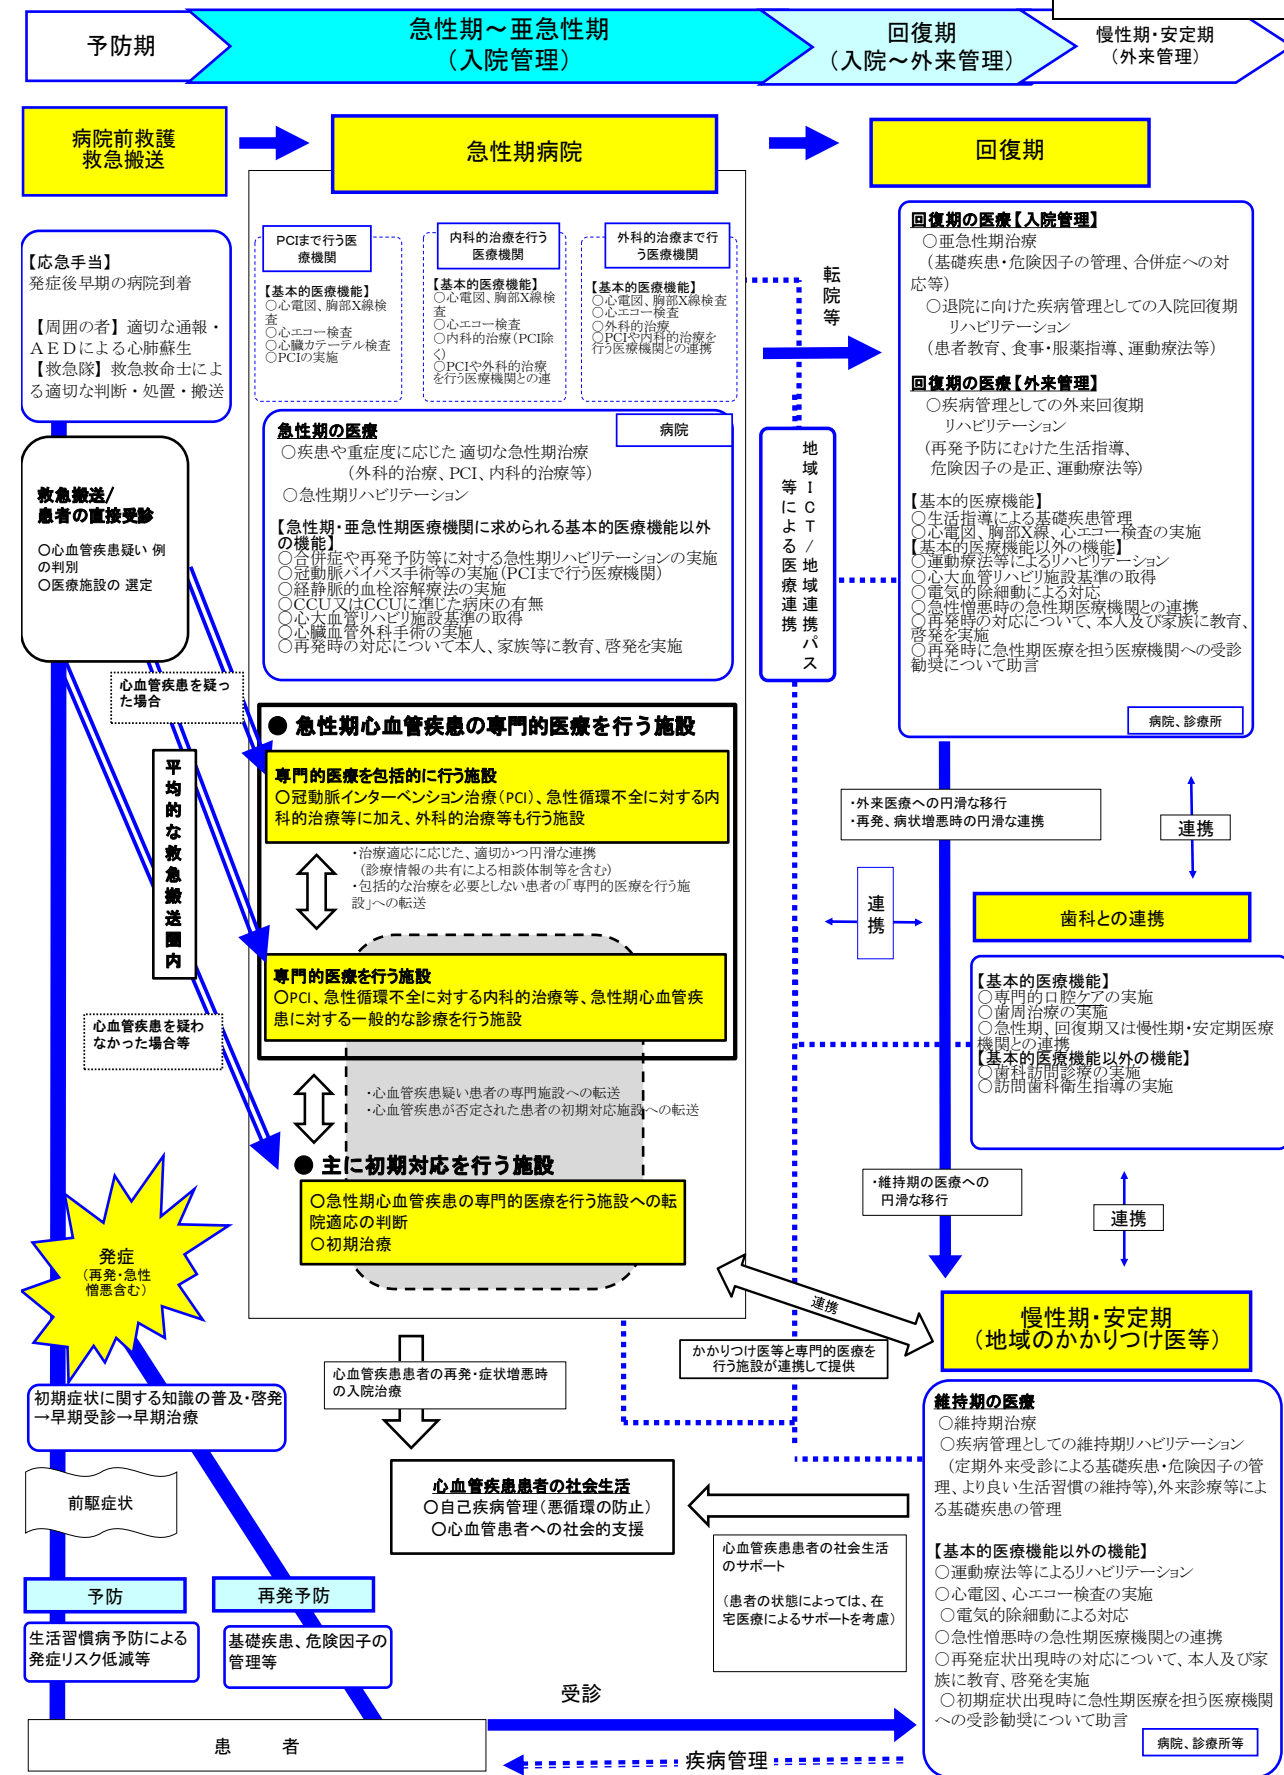 予防期
急性期～亜急性期
（入院管理）
回復期
（入院～外来管理）
慢性期・安定期
（外来管理）
病院前救護
救急搬送
急性期病院
回復期
【応急手当】
発症後早期の病院到着
【周囲の者】適切な通報・
ＡＥＤによる心肺蘇生
【救急隊】救急救命士によ
る適切な判断・処置・搬送
PCIまで行う医
療機関
【基本的医療機能】
○心電図、胸部X線検
査
○心エコー検査
○心臓カテーテル検査
○PCIの実施
内科的治療を行う
医療機関
【基本的医療機能】
○心電図、胸部X線検
査
○心エコー検査
○内科的治療（PCI除
く）
○PCIや外科的治療
を行う医療機関との連
外科的治療まで行
う医療機関
【基本的医療機能】
○心電図、胸部X線検査
○心エコー検査
○外科的治療
○PCIや内科的治療を
行う医療機関との連携
転院等
回復期の医療【入院管理】
○亜急性期治療
（基礎疾患・危険因子の管理、合併症への対
応等）
○退院に向けた疾病管理としての入院回復期
リハビリテーション
（患者教育、食事・服薬指導、運動療法等）
回復期の医療【外来管理】
○疾病管理としての外来回復期
リハビリテーション
（再発予防にむけた生活指導、
危険因子の是正、運動療法等）
【基本的医療機能】
○生活指導による基礎疾患管理
○心電図、胸部X線、心エコー検査の実施
【基本的医療機能以外の機能】
○運動療法等によるリハビリテーション
○心大血管リハビリ施設基準の取得
○電気的除細動による対応
○急性憎悪時の急性期医療機関との連携
○再発時の対応について、本人及び家族に教育、
啓発を実施
○再発時に急性期医療を担う医療機関への受診
勧奨について助言
病院、診療所
急性期の医療
病院
○疾患や重症度に応じた 適切な急性期治療
（外科的治療、PCI、内科的治療等）
○急性期リハビリテーション
【急性期・亜急性期医療機関に求められる基本的医療機能以外
の機能】
○合併症や再発予防等に対する急性期リハビリテーションの実施
○冠動脈バイパス手術等の実施（PCIまで行う医療機関）
○経静脈的血栓溶解療法の実施
○CCU又はCCUに準じた病床の有無
○心大血管リハビリ施設基準の取得
○心臓血管外科手術の実施
○再発時の対応について本人、家族等に教育、啓発を実施
地域ＩＣＴ／地域連携パス
等による医療連携
救急搬送/
患者の直接受診
○心血管疾患疑い 例
の判別
○医療施設の 選定
心血管疾患を疑っ
た場合
平均的な救急搬送圏内
心血管疾患を疑わ
なかった場合等
● 急性期心血管疾患の専門的医療を行う施設
専門的医療を包括的に行う施設
○冠動脈インターベンション治療（PCI）、急性循環不全に対する内
科的治療等に加え、外科的治療等も行う施設
・治療適応に応じた、適切かつ円滑な連携
（診療情報の共有による相談体制等を含む）
・包括的な治療を必要としない患者の「専門的医療を行う施
設」への転送
専門的医療を行う施設
○PCI、急性循環不全に対する内科的治療等、急性期心血管疾
患に対する一般的な診療を行う施設
・心血管疾患疑い患者の専門施設への転送
・心血管疾患が否定された患者の初期対応施設への転送
● 主に初期対応を行う施設
○急性期心血管疾患の専門的医療を行う施設への転
院適応の判断
○初期治療
・外来医療への円滑な移行
・再発、病状増悪時の円滑な連携
連携
連携
歯科との連携
【基本的医療機能】
○専門的口腔ケアの実施
○歯周治療の実施
○急性期、回復期又は慢性期・安定期医療
機関との連携
【基本的医療機能以外の機能】
○歯科訪問診療の実施
○訪問歯科衛生指導の実施
・維持期の医療への
円滑な移行
連携
発症
（再発・急性
憎悪含む）
連携
慢性期・安定期
（地域のかかりつけ医等）
かかりつけ医等と専門的医療を
行う施設が連携して提供
心血管疾患患者の再発・症状増悪時
の入院治療
初期症状に関する知識の普及・啓発
→早期受診→早期治療
前駆症状
心血管疾患患者の社会生活
○自己疾病管理（悪循環の防止）
○心血管患者への社会的支援
維持期の医療
○維持期治療
○疾病管理としての維持期リハビリテーション
（定期外来受診による基礎疾患・危険因子の管
理、より良い生活習慣の維持等）,外来診療等によ
る基礎疾患の管理
【基本的医療機能以外の機能】
○運動療法等によるリハビリテーション
○心電図、心エコー検査の実施
○電気的除細動による対応
○急性憎悪時の急性期医療機関との連携
○再発症状出現時の対応について、本人及び家
族に教育、啓発を実施
○初期症状出現時に急性期医療を担う医療機関
への受診勧奨について助言
病院、診療所等
心血管疾患患者の社会生活
のサポート
（患者の状態によっては、在
宅医療によるサポートを考慮）
予防
再発予防
生活習慣病予防による
発症リスク低減等
基礎疾患、危険因子の
管理等
受診
患 者
疾病管理